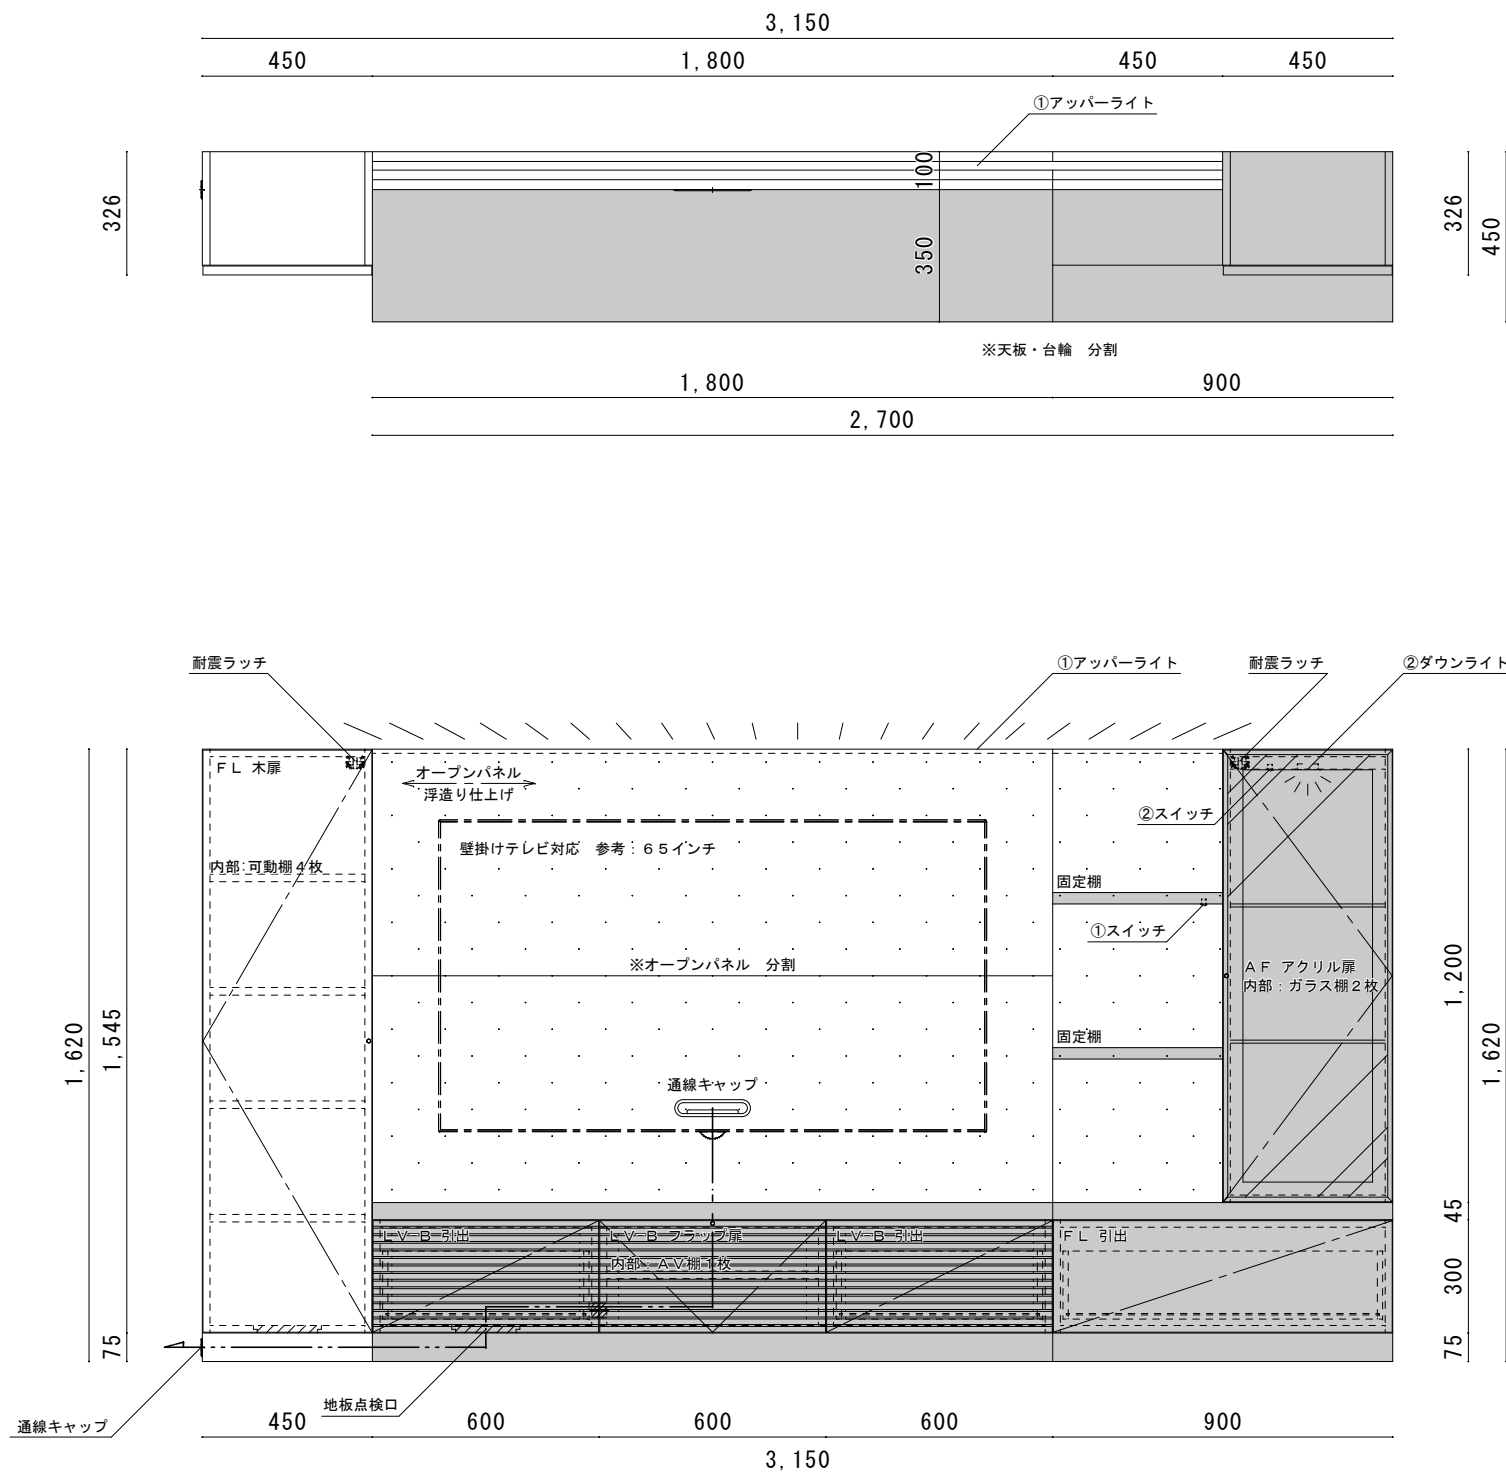 3,150
450
1,800
450
450
①アッパーライト
100
326
350
326
450
※天板・台輪 分割
1,800
900
2,700
耐震ラッチ
①アッパーライト
耐震ラッチ
②ダウンライト
FL 木扉
オープンパネル
浮造り仕上げ
②スイッチ
壁掛けテレビ対応 参考：65インチ
内部：可動棚4枚
固定棚
①スイッチ
※オープンパネル 分割
AF アクリル扉
内部：ガラス棚2枚
1,200
1,620
1,545
固定棚
1,620
通線キャップ
45
LV-B 引出
LV-B フラップ扉
LV-B 引出
FL 引出
内部：AV棚1枚
300
75
75
地板点検口
通線キャップ
450
600
600
600
900
3,150